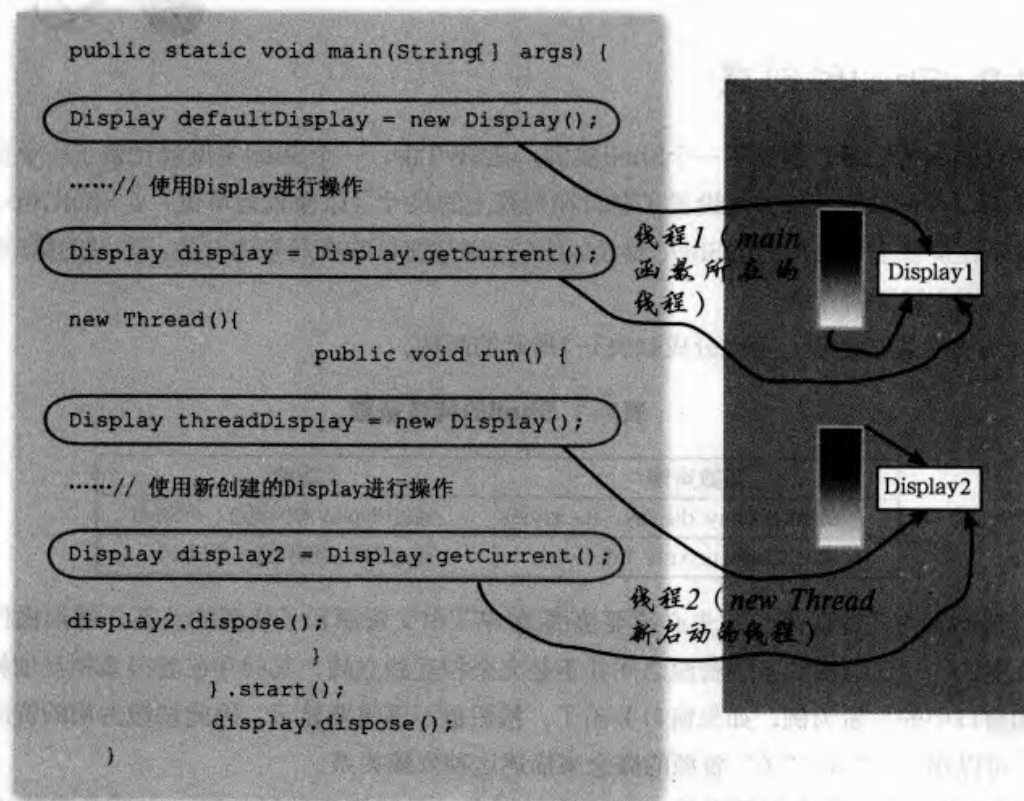 public static void main(String[] args) {
Display defaultDisplay = new Display();
……// 使用Display进行操作
Display display = Display.getCurrent();
new Thread(){
public void run() {
Display threadDisplay = new Display();
……// 使用新创建的Display进行操作
Display display2 = Display.getCurrent();
display2.dispose();
}
}.start();
display.dispose();
}
线程1（main
函数所在的
线程）
Display1
Display2
线程2（new Thread
新启动的线程）